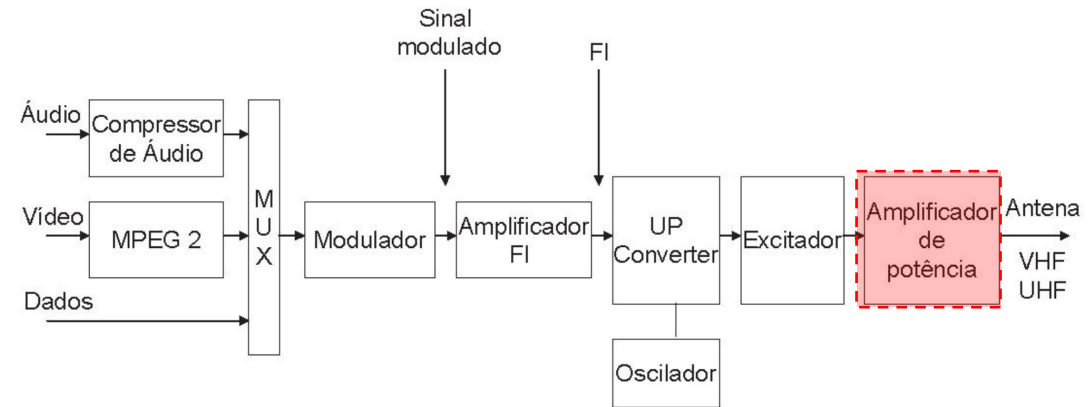 Sinal
modulado
FI
Áudio
Compressor
de Áudio
Vídeo
MPEG 2
Dados
M
U
X
Modulador
Amplificador
FI
UP
Converter
Oscilador
Excitador
Amplificador
de
potência
Antena
VHF
UHF